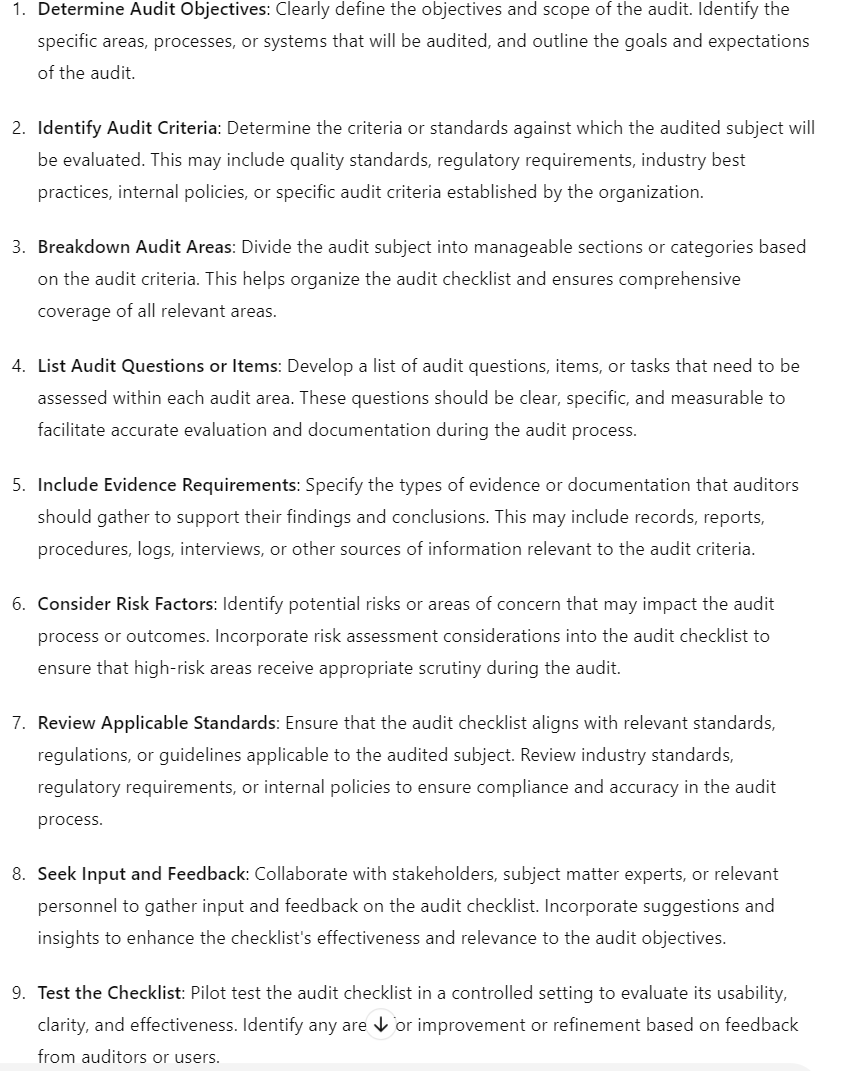 1. Determine Audit Objectives: Clearly define the objectives and scope of the audit. Identify the
specific areas, processes, or systems that will be audited, and outline the goals and expectations
of the audit.
2. Identify Audit Criteria: Determine the criteria or standards against which the audited subject will
be evaluated. This may include quality standards, regulatory requirements, industry best
practices, internal policies, or specific audit criteria established by the organization.
3. Breakdown Audit Areas: Divide the audit subject into manageable sections or categories based
on the audit criteria. This helps organize the audit checklist and ensures comprehensive
coverage of all relevant areas.
4. List Audit Questions or Items: Develop a list of audit questions, items, or tasks that need to be
assessed within each audit area. These questions should be clear, specific, and measurable to
facilitate accurate evaluation and documentation during the audit process.
5. Include Evidence Requirements: Specify the types of evidence or documentation that auditors
should gather to support their findings and conclusions. This may include records, reports,
procedures, logs, interviews, or other sources of information relevant to the audit criteria.
6. Consider Risk Factors: Identify potential risks or areas of concern that may impact the audit
process or outcomes. Incorporate risk assessment considerations into the audit checklist to
ensure that high-risk areas receive appropriate scrutiny during the audit.
7. Review Applicable Standards: Ensure that the audit checklist aligns with relevant standards,
regulations, or guidelines applicable to the audited subject. Review industry standards,
regulatory requirements, or internal policies to ensure compliance and accuracy in the audit
process.
8. Seek Input and Feedback: Collaborate with stakeholders, subject matter experts, or relevant
personnel to gather input and feedback on the audit checklist. Incorporate suggestions and
insights to enhance the checklist's effectiveness and relevance to the audit objectives.
9. Test the Checklist: Pilot test the audit checklist in a controlled setting to evaluate its usability,
clarity, and effectiveness. Identify any are or improvement or refinement based on feedback
from auditors or users.